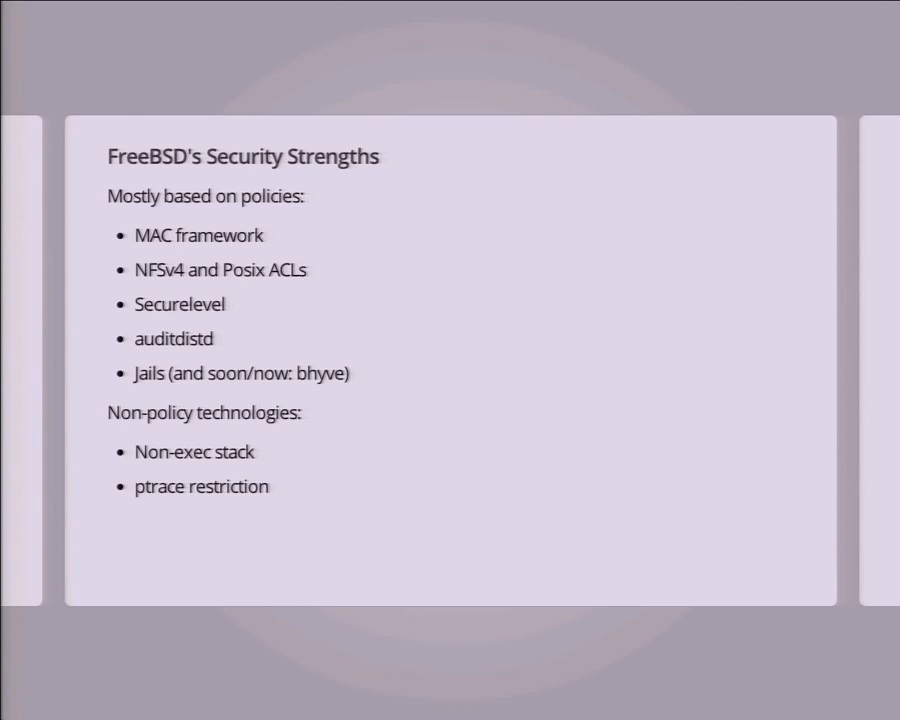 FreeBSD's Security Strengths
Mostly based on policies:
• MAC framework
• NFSv4 and Posix ACLs
• Securelevel
• auditdistd
• Jails (and soon/now: bhyve)
Non-policy technologies:
• Non-exec stack
• ptrace restriction